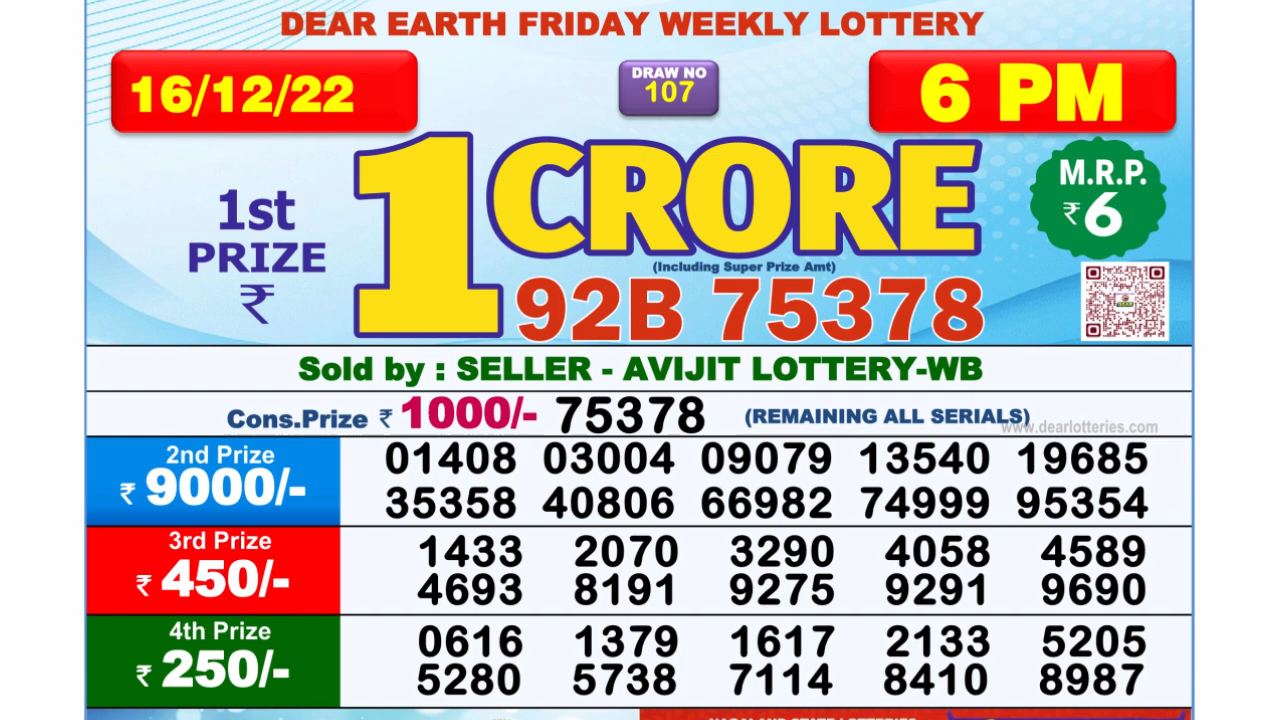 DEAR EARTH FRIDAY WEEKLY LOTTERY
16/12/22
DRAW NO
107
6 PM
1st
PRIZE
₹
1 CRORE
(Including Super Prize Amt)
92B 75378
M.R.P.
₹6
Sold by : SELLER - AVIJIT LOTTERY-WB
Cons.Prize ₹ 1000/- 75378 (REMAINING ALL SERIALS)
www.dearlotteries.com
2nd Prize
₹ 9000/-
01408 03004 09079 13540 19685
35358 40806 66982 74999 95354
3rd Prize
₹ 450/-
1433 2070 3290 4058 4589
4693 8191 9275 9291 9690
4th Prize
₹ 250/-
0616 1379 1617 2133 5205
5280 5738 7114 8410 8987